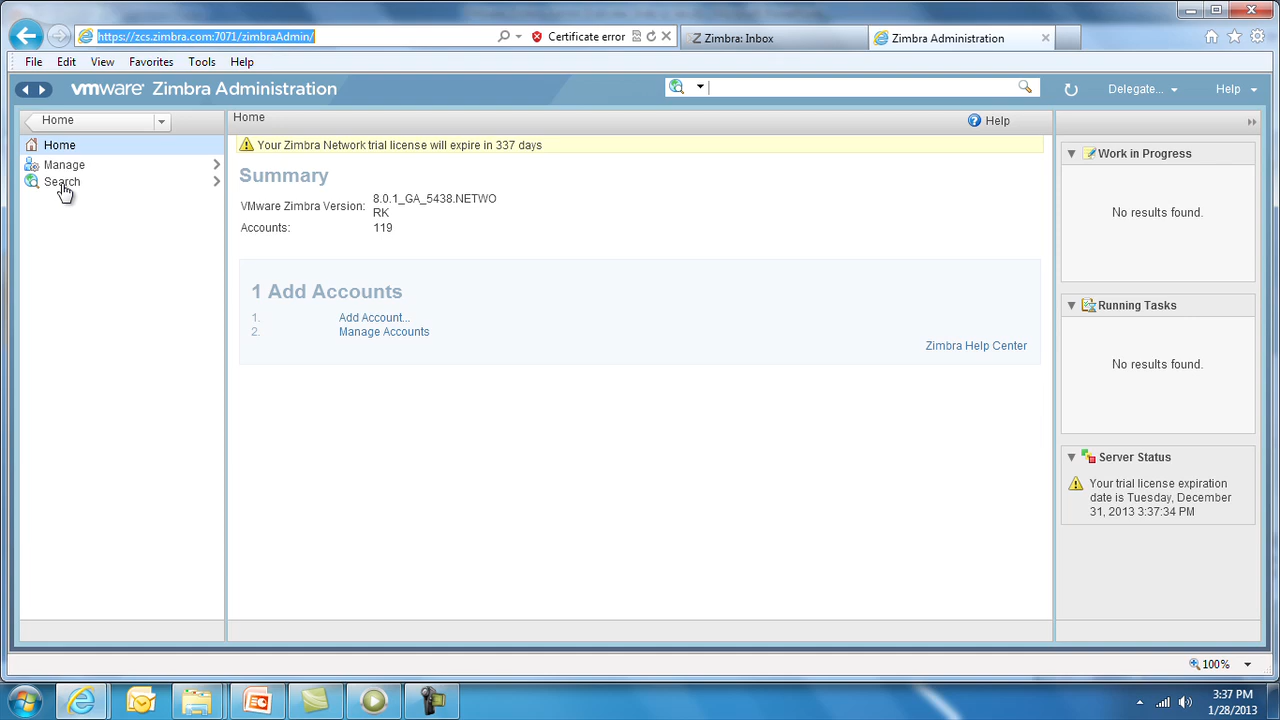 https://zcs.zimbra.com:7071/zimbraAdmin/
Certificate error
Zimbra: Inbox
Zimbra Administration
File Edit View Favorites Tools Help
vmware Zimbra Administration
Delegate...
Help
Home
Home
Manage
Search
Home
Help
Your Zimbra Network trial license will expire in 337 days
Summary
VMware Zimbra Version: 8.0.1_GA_5438.NETWO
RK
Accounts: 119
1 Add Accounts
1. Add Account...
2. Manage Accounts
Zimbra Help Center
Work in Progress
No results found.
Running Tasks
No results found.
Server Status
Your trial license expiration
date is Tuesday, December
31, 2013 3:37:34 PM
100%
3:37 PM
1/28/2013